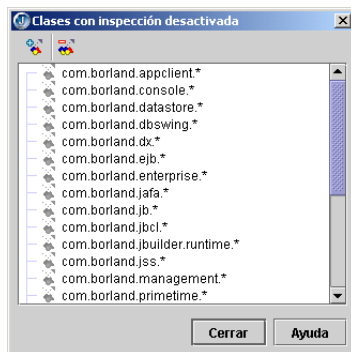 Clases con inspección desactivada
com.borland.appclient.*
com.borland.console.*
com.borland.datastore.*
com.borland.dbswing.*
com.borland.dx.*
com.borland.ejb.*
com.borland.enterprise.*
com.borland.jafa.*
com.borland.jb.*
com.borland.jbcl.*
com.borland.jbuilder.runtime.*
com.borland.jss.*
com.borland.management.*
com.borland.primetime.*
Cerrar Ayuda